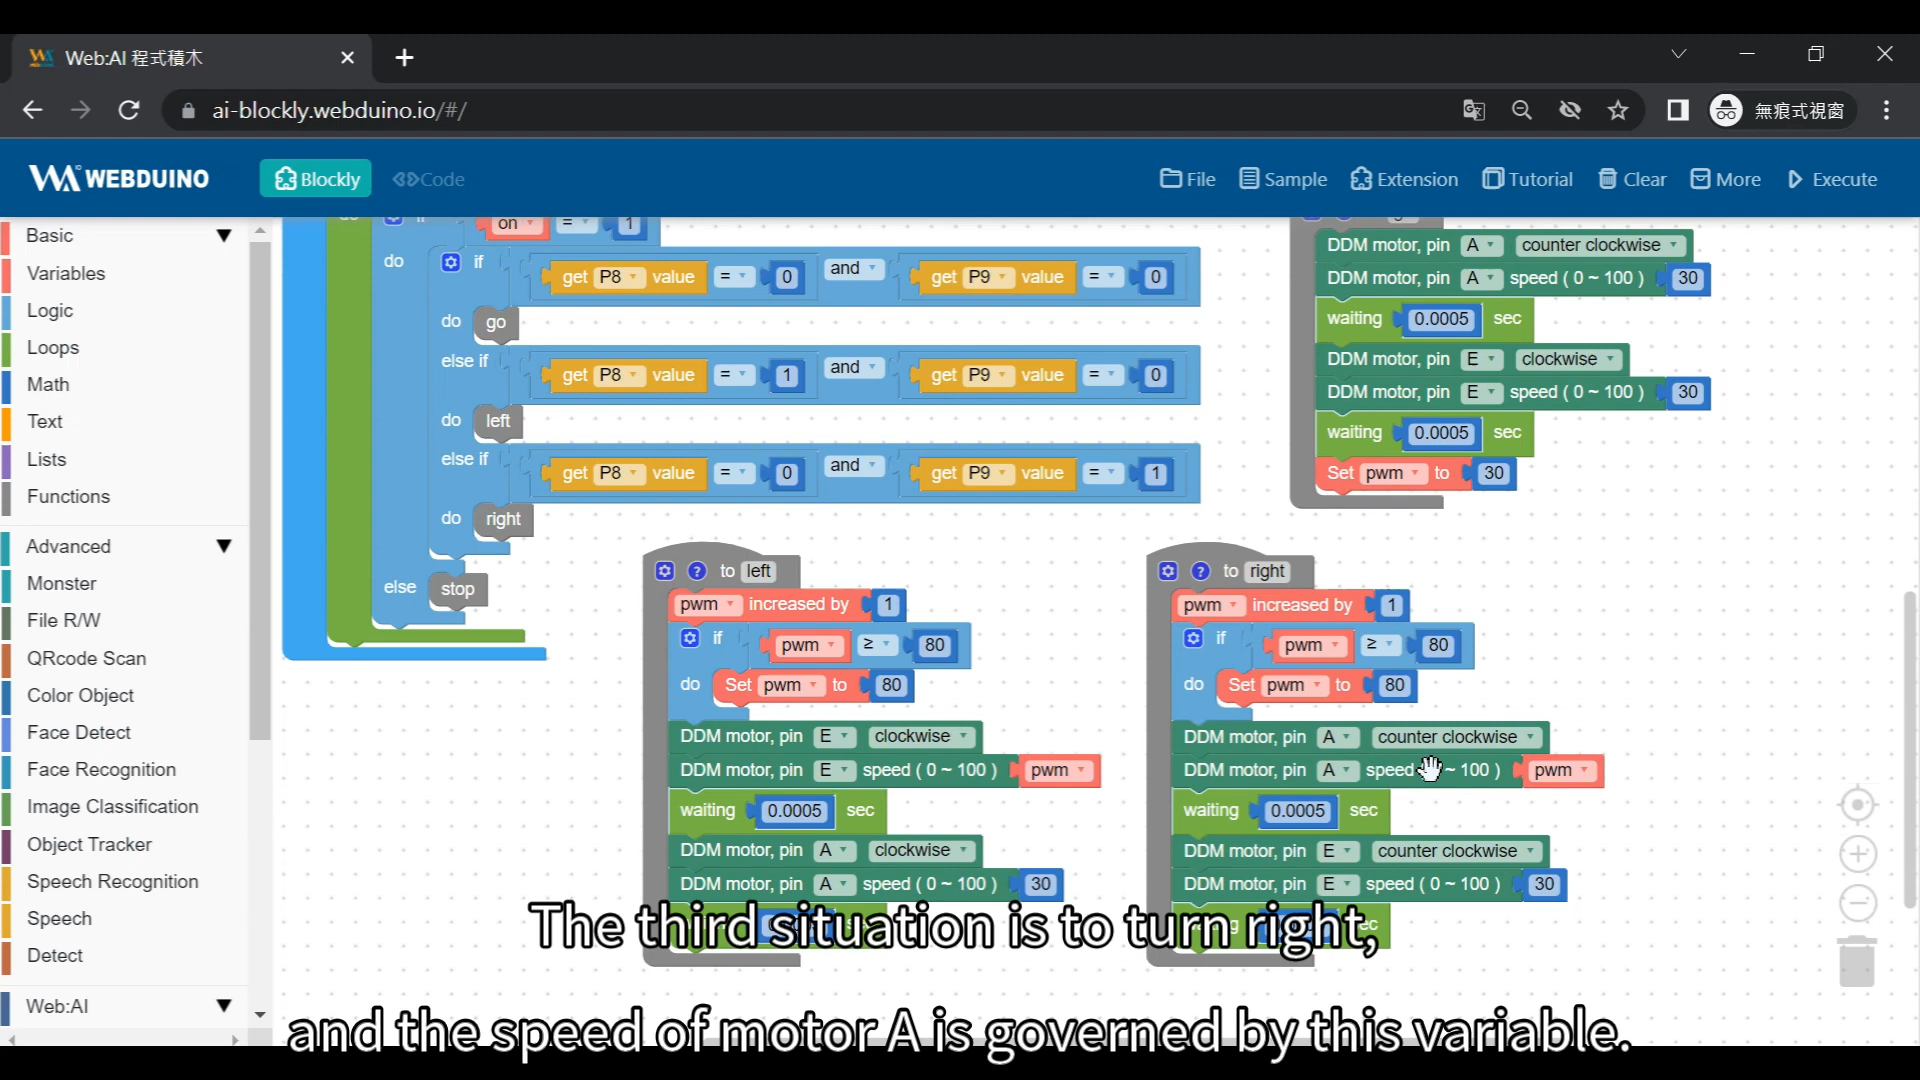 Web:AI 程式積木
ai-blockly.webduino.io/#/
無痕式視窗
WEBDUINO
Blockly
Code
File
Sample
Extension
Tutorial
Clear
More
Execute
Basic
Variables
Logic
Loops
Math
Text
Lists
Functions
Advanced
Monster
File R/W
QRcode Scan
Color Object
Face Detect
Face Recognition
Image Classification
Object Tracker
Speech Recognition
Speech
Detect
Web:AI
on = 1
do if get P8 value = 0 and get P9 value = 0
do go
else if get P8 value = 1 and get P9 value = 0
do left
else if get P8 value = 0 and get P9 value = 1
do right
else stop
DDM motor, pin A counter clockwise
DDM motor, pin A speed ( 0 ~ 100 ) 30
waiting 0.0005 sec
DDM motor, pin E clockwise
DDM motor, pin E speed ( 0 ~ 100 ) 30
waiting 0.0005 sec
Set pwm to 30
? to left
pwm increased by 1
if pwm ≥ 80
do Set pwm to 80
DDM motor, pin E clockwise
DDM motor, pin E speed ( 0 ~ 100 ) pwm
waiting 0.0005 sec
DDM motor, pin A clockwise
DDM motor, pin A speed ( 0 ~ 100 ) 30
? to right
pwm increased by 1
if pwm ≥ 80
do Set pwm to 80
DDM motor, pin A counter clockwise
DDM motor, pin A speed ~ 100 ) pwm
waiting 0.0005 sec
DDM motor, pin E counter clockwise
DDM motor, pin E speed ( 0 ~ 100 ) 30
The third situation is to turn right,
and the speed of motor A is governed by this variable.